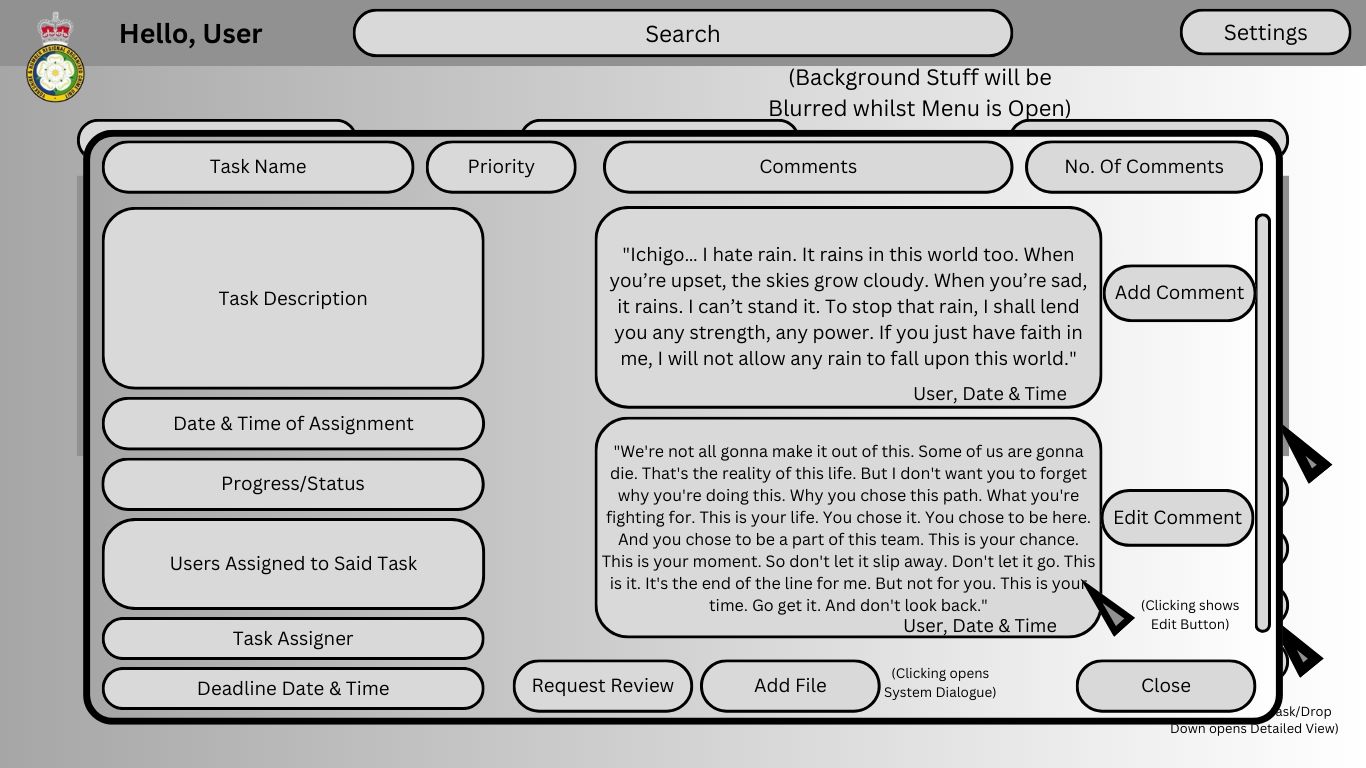 Hello, User
Search
Settings
(Background Stuff will be
Blurred whilst Menu is Open)
Task Name
Priority
Comments
No. Of Comments
Task Description
"Ichigo... I hate rain. It rains in this world too. When
you’re upset, the skies grow cloudy. When you’re sad,
it rains. I can’t stand it. To stop that rain, I shall lend
you any strength, any power. If you just have faith in
me, I will not allow any rain to fall upon this world."
User, Date & Time
Add Comment
Date & Time of Assignment
Progress/Status
Users Assigned to Said Task
Task Assigner
Deadline Date & Time
"We're not all gonna make it out of this. Some of us are gonna
die. That's the reality of this life. But I don't want you to forget
why you're doing this. Why you chose this path. What you're
fighting for. This is your life. You chose it. You chose to be here.
And you chose to be a part of this team. This is your chance.
This is your moment. So don't let it slip away. Don't let it go. This
is it. It's the end of the line for me. But not for you. This is your
time. Go get it. And don't look back."
User, Date & Time
Edit Comment
(Clicking shows
Edit Button)
Request Review
Add File
(Clicking opens
System Dialogue)
Close
ask/Drop
Down opens Detailed View)